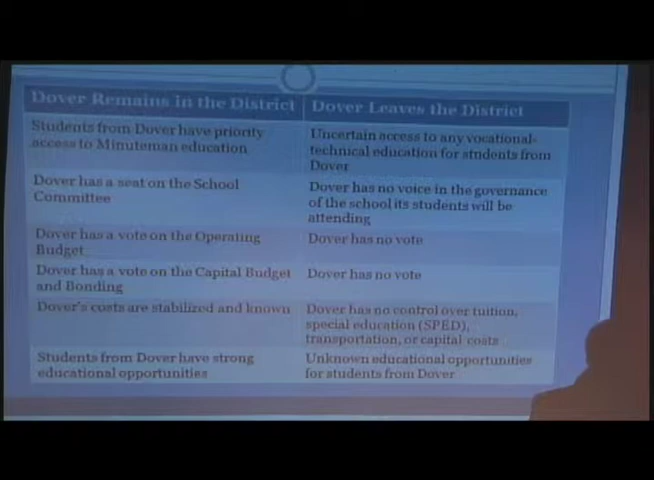 Dover Remains in the District
Dover Leaves the District
Students from Dover have priority
access to Minuteman education
Uncertain access to any vocational-
technical education for students from
Dover
Dover has a seat on the School
Committee
Dover has no voice in the governance
of the school its students will be
attending
Dover has a vote on the Operating
Budget
Dover has no vote
Dover has a vote on the Capital Budget
and Bonding
Dover has no vote
Dover's costs are stabilized and known
Dover has no control over tuition,
special education (SPED),
transportation, or capital costs
Students from Dover have strong
educational opportunities
Unknown educational opportunities
for students from Dover